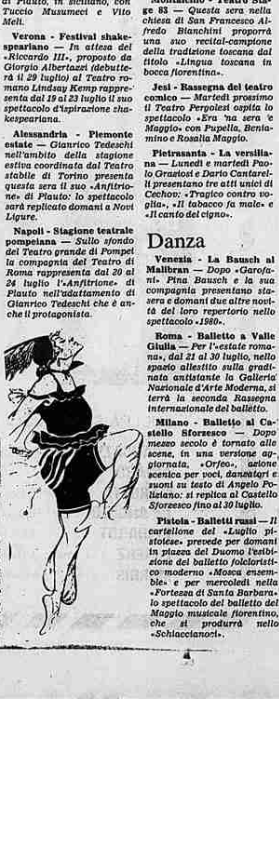 di Plauto, in siciliano, con
Tuccio Musumeci e Vito
Meli.
Verona - Festival shake-
speariano — In attesa del
«Riccardo III», proposto da
Giorgio Albertazzi (debutte-
rà il 29 luglio) al Teatro ro-
mano Lindsay Kemp rappre-
senta dal 19 al 23 luglio il suo
spettacolo d'ispirazione sha-
kespeariana.
Alessandria - Piemonte
estate — Gianrico Tedeschi
nell'ambito della stagione
estiva coordinata dal Teatro
stabile di Torino presenta
questa sera il suo «Anfitrio-
ne» di Plauto: lo spettacolo
sarà replicato domani a Novi
Ligure.
Napoli - Stagione teatrale
pompeiana — Sullo sfondo
del Teatro grande di Pompei
la compagnia del Teatro di
Roma rappresenta dal 20 al
24 luglio l'«Anfitrione» di
Plauto nell'adattamento di
Gianrico Tedeschi che è an-
che il protagonista.
ge 83 — Questa sera nella
chiesa di San Francesco Al-
fredo Bianchini proporrà
una suo recital-campione
della tradizione toscana dal
titolo «Lingua toscana in
bocca fiorentina».
Jesi - Rassegna del teatro
comico — Martedì prossimo
il Teatro Pergolesi ospita lo
spettacolo «Era 'na sera 'e
Maggio» con Pupella, Benia-
mino e Rosalia Maggio.
Pietrasanta - La versilia-
na — Lunedì e martedì Pao-
lo Graziosi e Dario Cantarel-
li presentano tre atti unici di
Cechov: «Tragico contro vo-
glia», «Il tabacco fa male» e
«Il canto del cigno».
Danza
Venezia - La Bausch al
Malibran — Dopo «Garofa-
ni» Pina Bausch e la sua
compagnia presentano sta-
sera e domani due altre novi-
tà del loro repertorio nello
spettacolo «1980».
Roma - Balletto a Valle
Giulia — Per l'«estate roma-
na», dal 21 al 30 luglio, nello
spazio allestito sulla gradi-
nata antistante la Galleria
Nazionale d'Arte Moderna, si
terrà la seconda Rassegna
internazionale del balletto.
Milano - Balletto al Ca-
stello Sforzesco — Dopo
mezzo secolo è tornato alle
scene, in una versione ag-
giornata, «Orfeo», azione
scenica per voci, danzatori e
suoni su testo di Angelo Po-
liziano: si replica al Castello
Sforzesco fino al 30 luglio.
Pistoia - Balletti russi — Il
cartellone del «Luglio pi-
stoiese» prevede per domani
in piazza del Duomo l'esibi-
zione del balletto folcloristi-
co moderno «Mosca ensem-
ble» e per mercoledì nella
«Fortezza di Santa Barbara»
lo spettacolo del balletto del
Maggio musicale fiorentino,
che si produrrà nello
«Schiaccianoci».